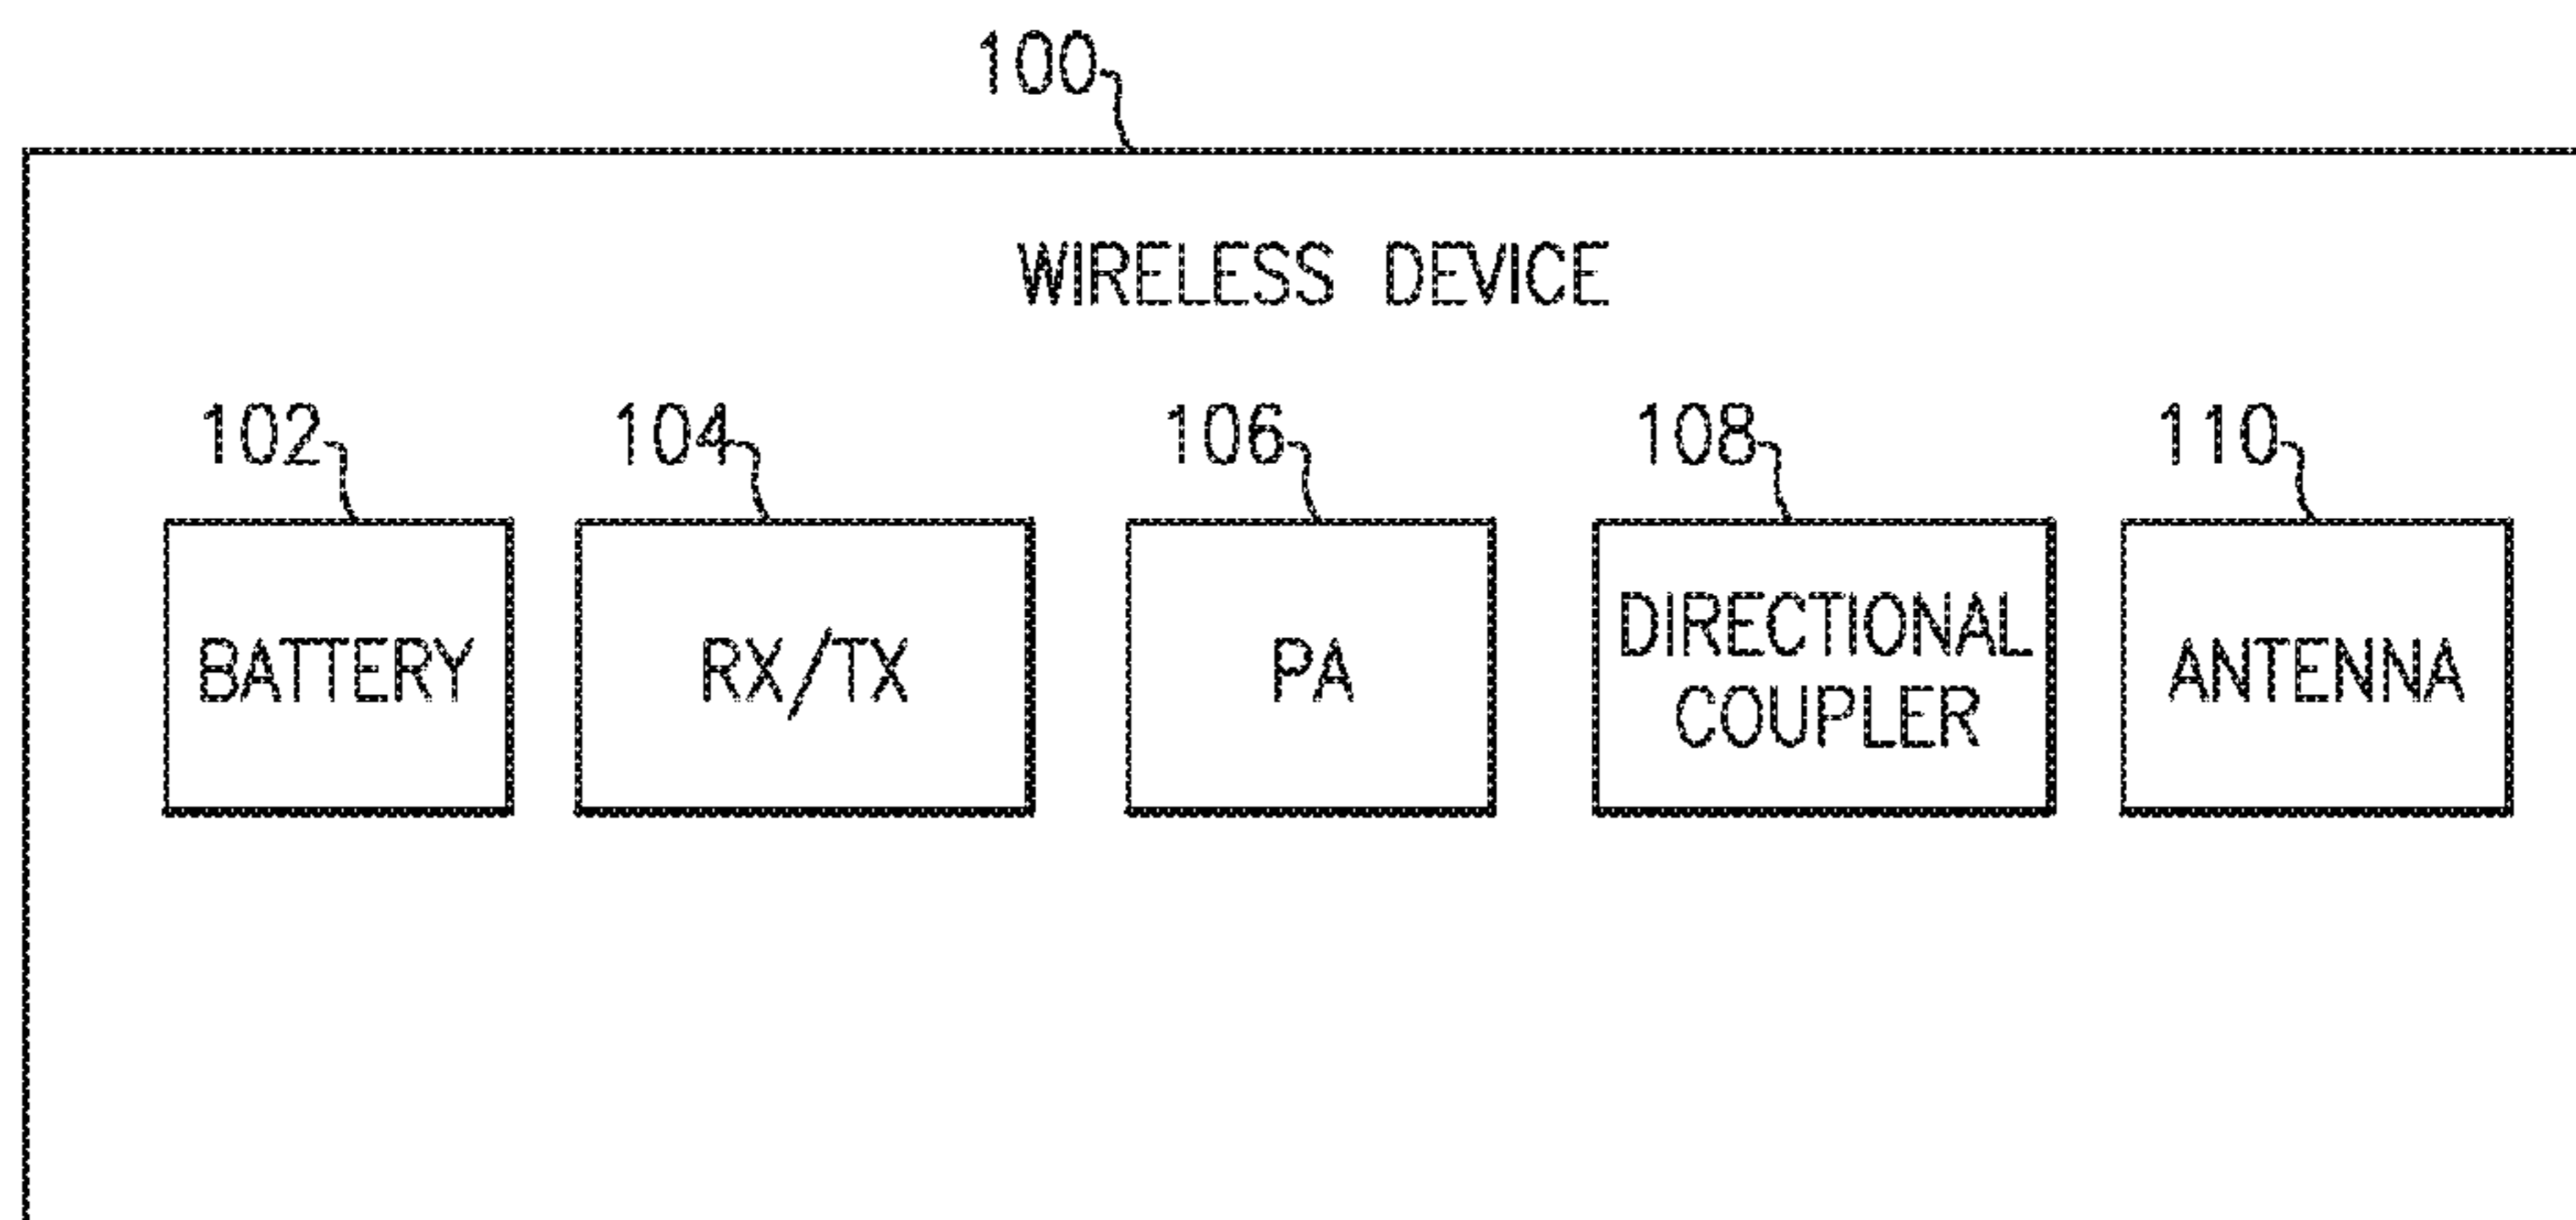 100
WIRELESS DEVICE
102 104 106 108 110
BATTERY
RX/TX
PA
DIRECTIONAL
COUPLER
ANTENNA